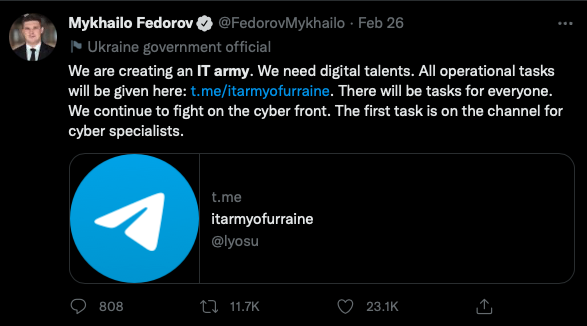 Mykhailo Fedorov @FedorovMykhailo · Feb 26
Ukraine government official
We are creating an IT army. We need digital talents. All operational tasks
will be given here: t.me/itarmyofurraine. There will be tasks for everyone.
We continue to fight on the cyber front. The first task is on the channel for
cyber specialists.
t.me
itarmyofurraine
@lyosu
808 11.7K 23.1K